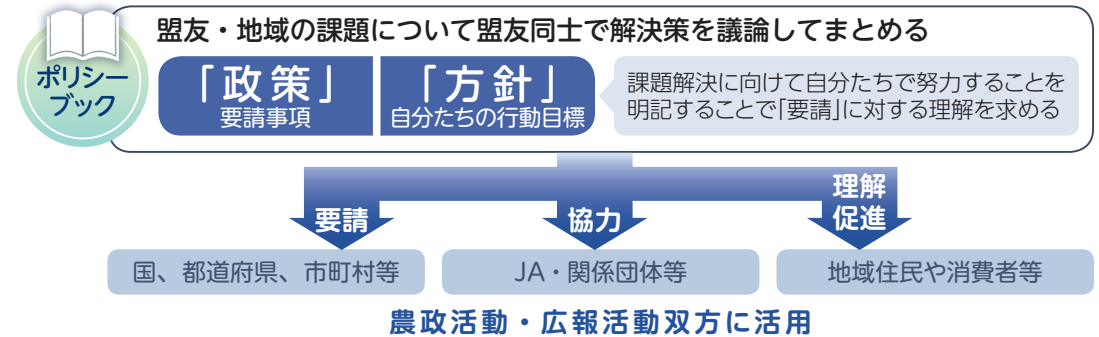 盟友・地域の課題について盟友同士で解決策を議論してまとめる
ポリシー
ブック
「政策」
要請事項
「方針」
自分たちの行動目標
課題解決に向けて自分たちで努力することを
明記することで「要請」に対する理解を求める
要請
協力
理解
促進
国、都道府県、市町村等
JA・関係団体等
地域住民や消費者等
農政活動・広報活動双方に活用